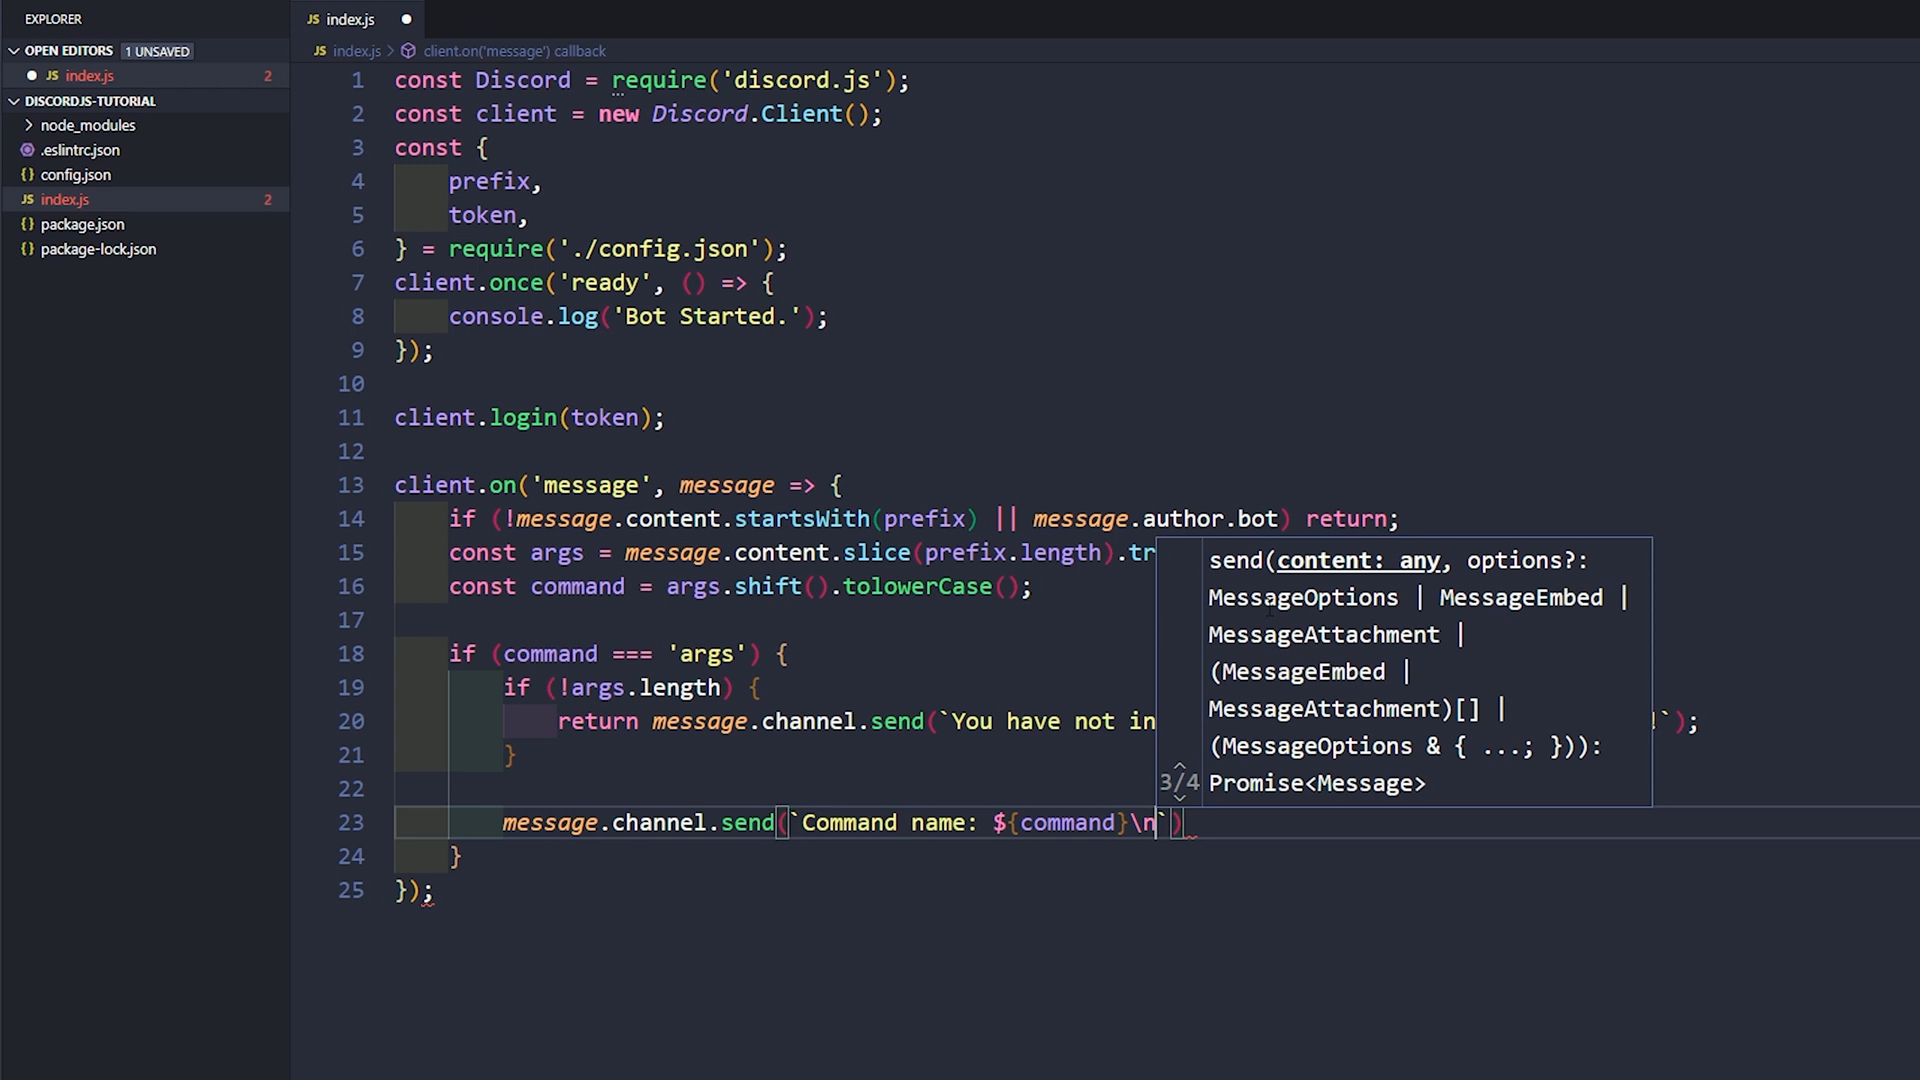 EXPLORER
OPEN EDITORS 1 UNSAVED
JS index.js 2
DISCORDJS-TUTORIAL
node_modules
.eslintrc.json
{} config.json
JS index.js 2
{} package.json
{} package-lock.json
JS index.js
JS index.js > client.on('message') callback
1 const Discord = require('discord.js');
2 const client = new Discord.Client();
3 const {
4 prefix,
5 token,
6 } = require('./config.json');
7 client.once('ready', () => {
8 console.log('Bot Started.');
9 });
10
11 client.login(token);
12
13 client.on('message', message => {
14 if (!message.content.startsWith(prefix) || message.author.bot) return;
15 const args = message.content.slice(prefix.length).tr
16 const command = args.shift().tolowerCase();
17
18 if (command === 'args') {
19 if (!args.length) {
20 return message.channel.send(`You have not in !`);
21 }
22
23 message.channel.send(`Command name: ${command}\n`)
24 }
25 });
send(content: any, options?:
MessageOptions | MessageEmbed |
MessageAttachment |
(MessageEmbed |
MessageAttachment)[] |
(MessageOptions & { ...; })):
3/4 Promise<Message>